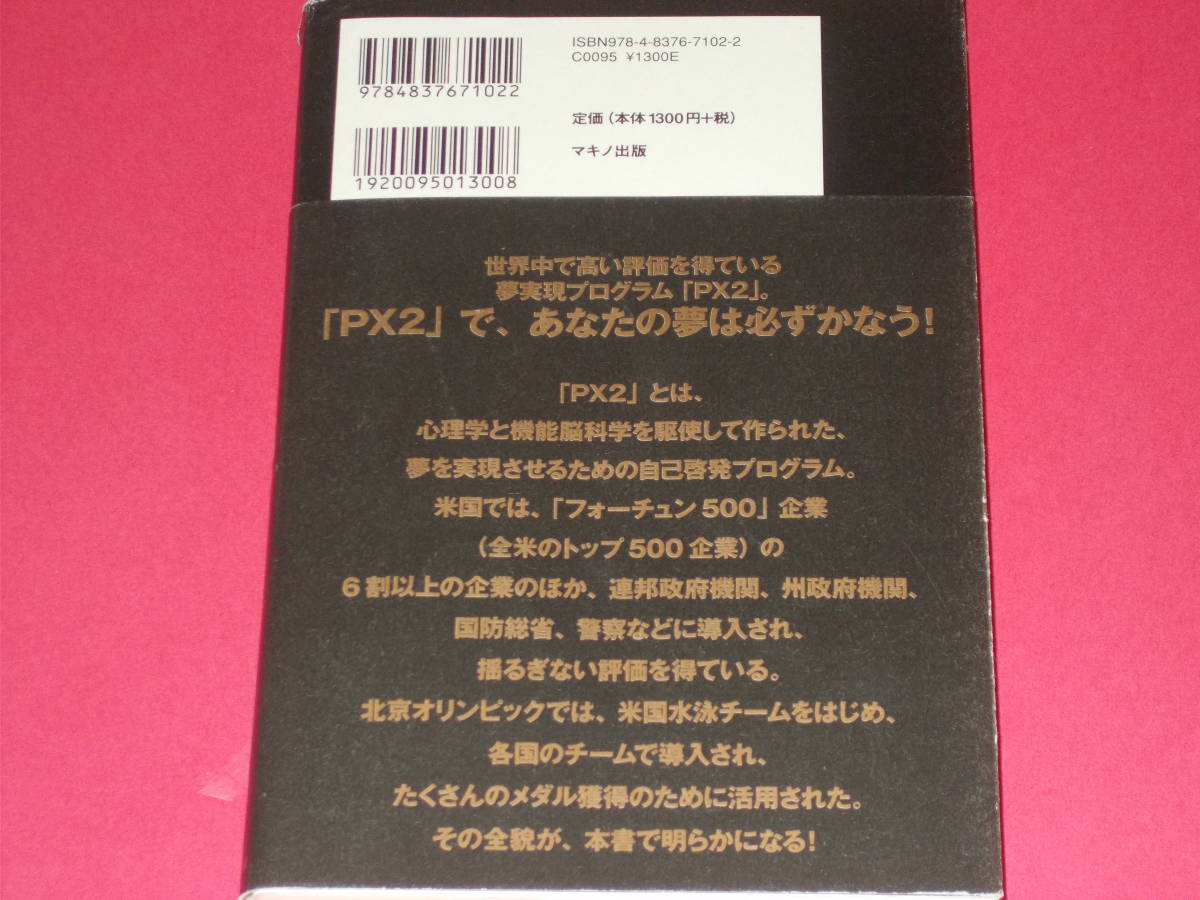 ISBN978-4-8376-7102-2
C0095 ¥1300E
9784837671022
定価(本体1300円+税)
マキノ出版
1920095013008
世界中で高い評価を得ている
夢実現プログラム「PX2」。
「PX2」で、あなたの夢は必ずかなう!
「PX2」とは、
心理学と機能脳科学を駆使して作られた、
夢を実現させるための自己啓発プログラム。
米国では、「フォーチュン500」企業
(全米のトップ500企業)の
6割以上の企業のほか、連邦政府機関、州政府機関、
国防総省、警察などに導入され、
揺るぎない評価を得ている。
北京オリンピックでは、米国水泳チームをはじめ、
各国のチームで導入され、
たくさんのメダル獲得のために活用された。
その全貌が、本書で明らかになる!